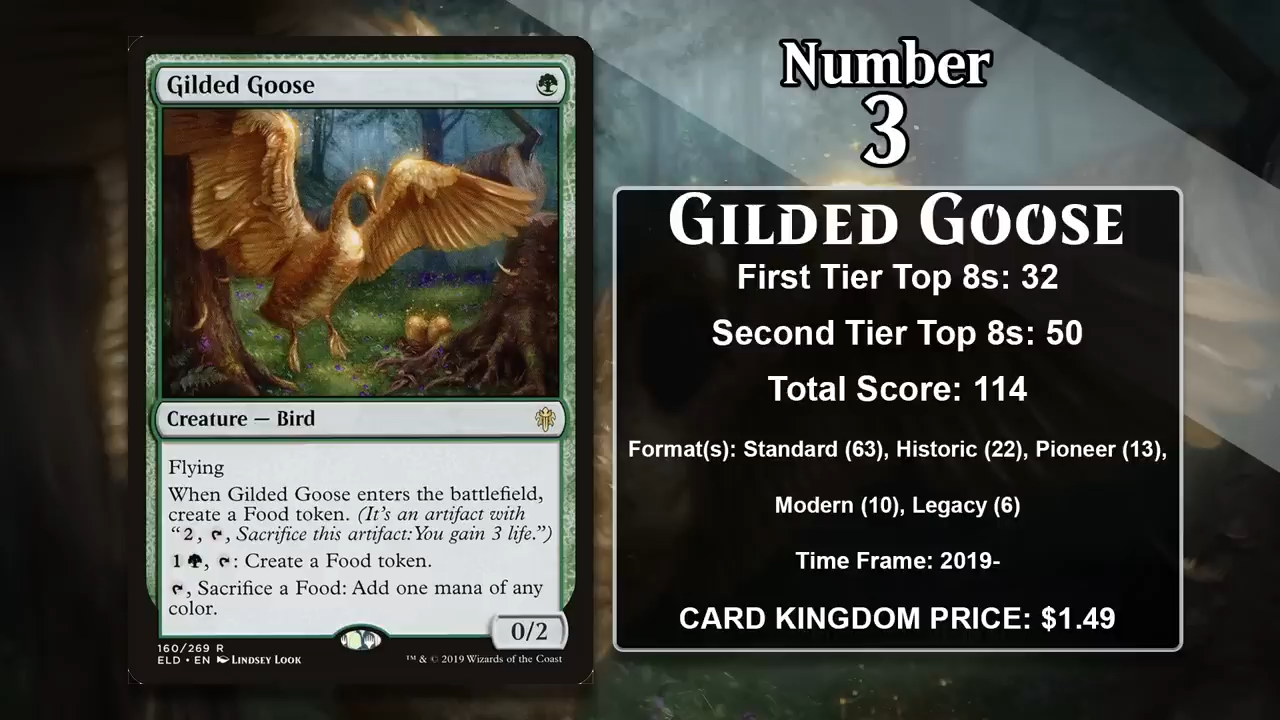 Gilded Goose
Creature — Bird
Flying
When Gilded Goose enters the battlefield,
create a Food token. (It's an artifact with
“2, , Sacrifice this artifact: You gain 3 life.”)
1 , : Create a Food token.
, Sacrifice a Food: Add one mana of any
color.
0/2
160/269 R
ELD • EN Lindsey Look
™ & © 2019 Wizards of the Coast
Number
3
Gilded Goose
First Tier Top 8s: 32
Second Tier Top 8s: 50
Total Score: 114
Format(s): Standard (63), Historic (22), Pioneer (13),
Modern (10), Legacy (6)
Time Frame: 2019-
CARD KINGDOM PRICE: $1.49